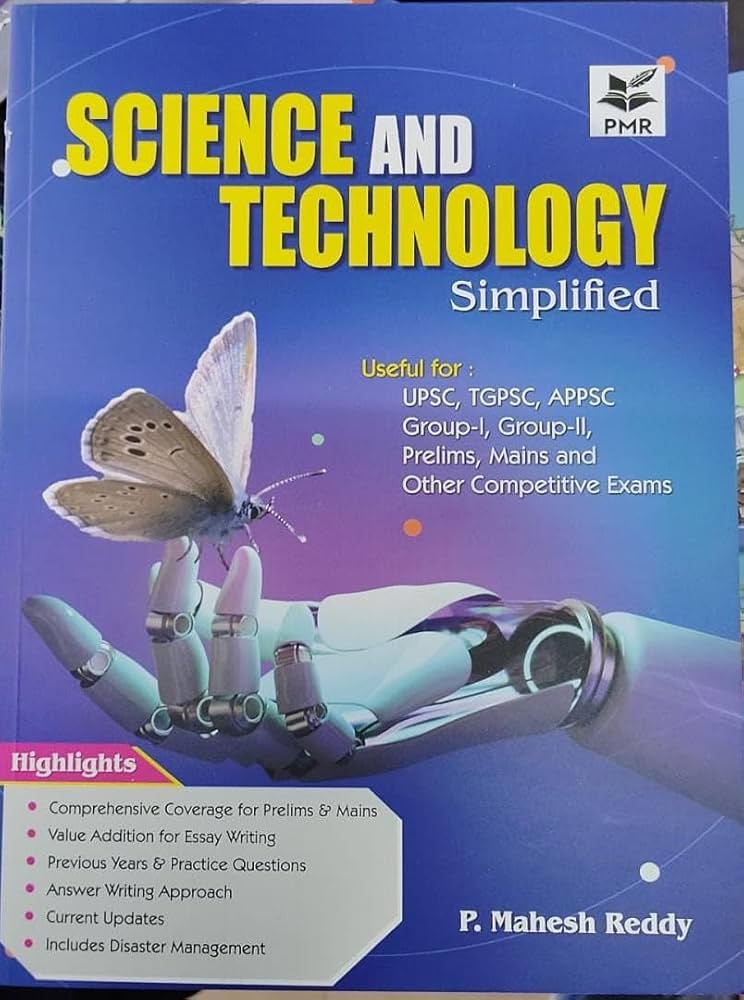 PMR
SCIENCE AND
TECHNOLOGY
Simplified
Useful for :
UPSC, TGPSC, APPSC
Group-I, Group-II,
Prelims, Mains and
Other Competitive Exams
Highlights
• Comprehensive Coverage for Prelims & Mains
• Value Addition for Essay Writing
• Previous Years & Practice Questions
• Answer Writing Approach
• Current Updates
• Includes Disaster Management
P. Mahesh Reddy